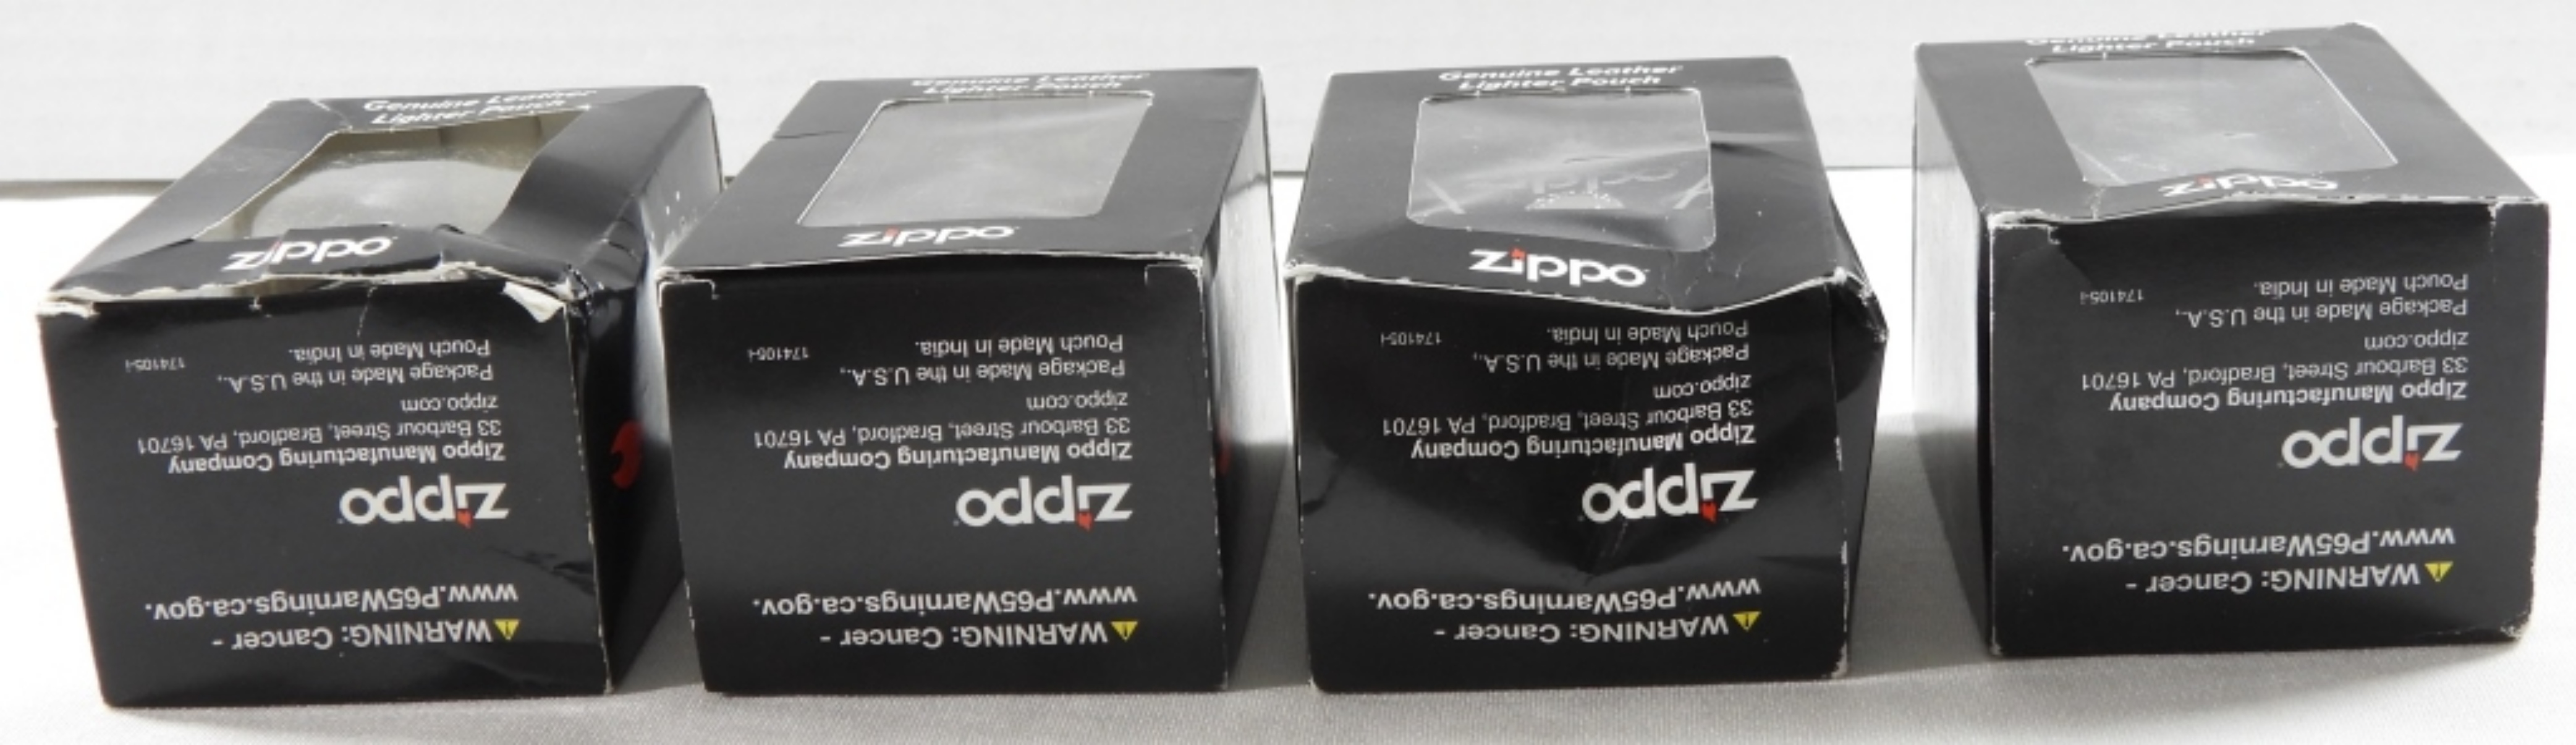 Genuine Leather
Lighter Pouch
zippo
⚠WARNING: Cancer -
www.P65Warnings.ca.gov.
zippo
Zippo Manufacturing Company
33 Barbour Street, Bradford, PA 16701
zippo.com
Package Made in the U.S.A.,
Pouch Made in India.
174105-i
Genuine Leather
Lighter Pouch
zippo
⚠WARNING: Cancer -
www.P65Warnings.ca.gov.
zippo
Zippo Manufacturing Company
33 Barbour Street, Bradford, PA 16701
zippo.com
Package Made in the U.S.A.,
Pouch Made in India.
174105-i
Genuine Leather
Lighter Pouch
zippo
⚠WARNING: Cancer -
www.P65Warnings.ca.gov.
zippo
Zippo Manufacturing Company
33 Barbour Street, Bradford, PA 16701
zippo.com
Package Made in the U.S.A.,
Pouch Made in India.
174105-i
Genuine Leather
Lighter Pouch
zippo
⚠WARNING: Cancer -
www.P65Warnings.ca.gov.
zippo
Zippo Manufacturing Company
33 Barbour Street, Bradford, PA 16701
zippo.com
Package Made in the U.S.A.,
Pouch Made in India.
174105-i